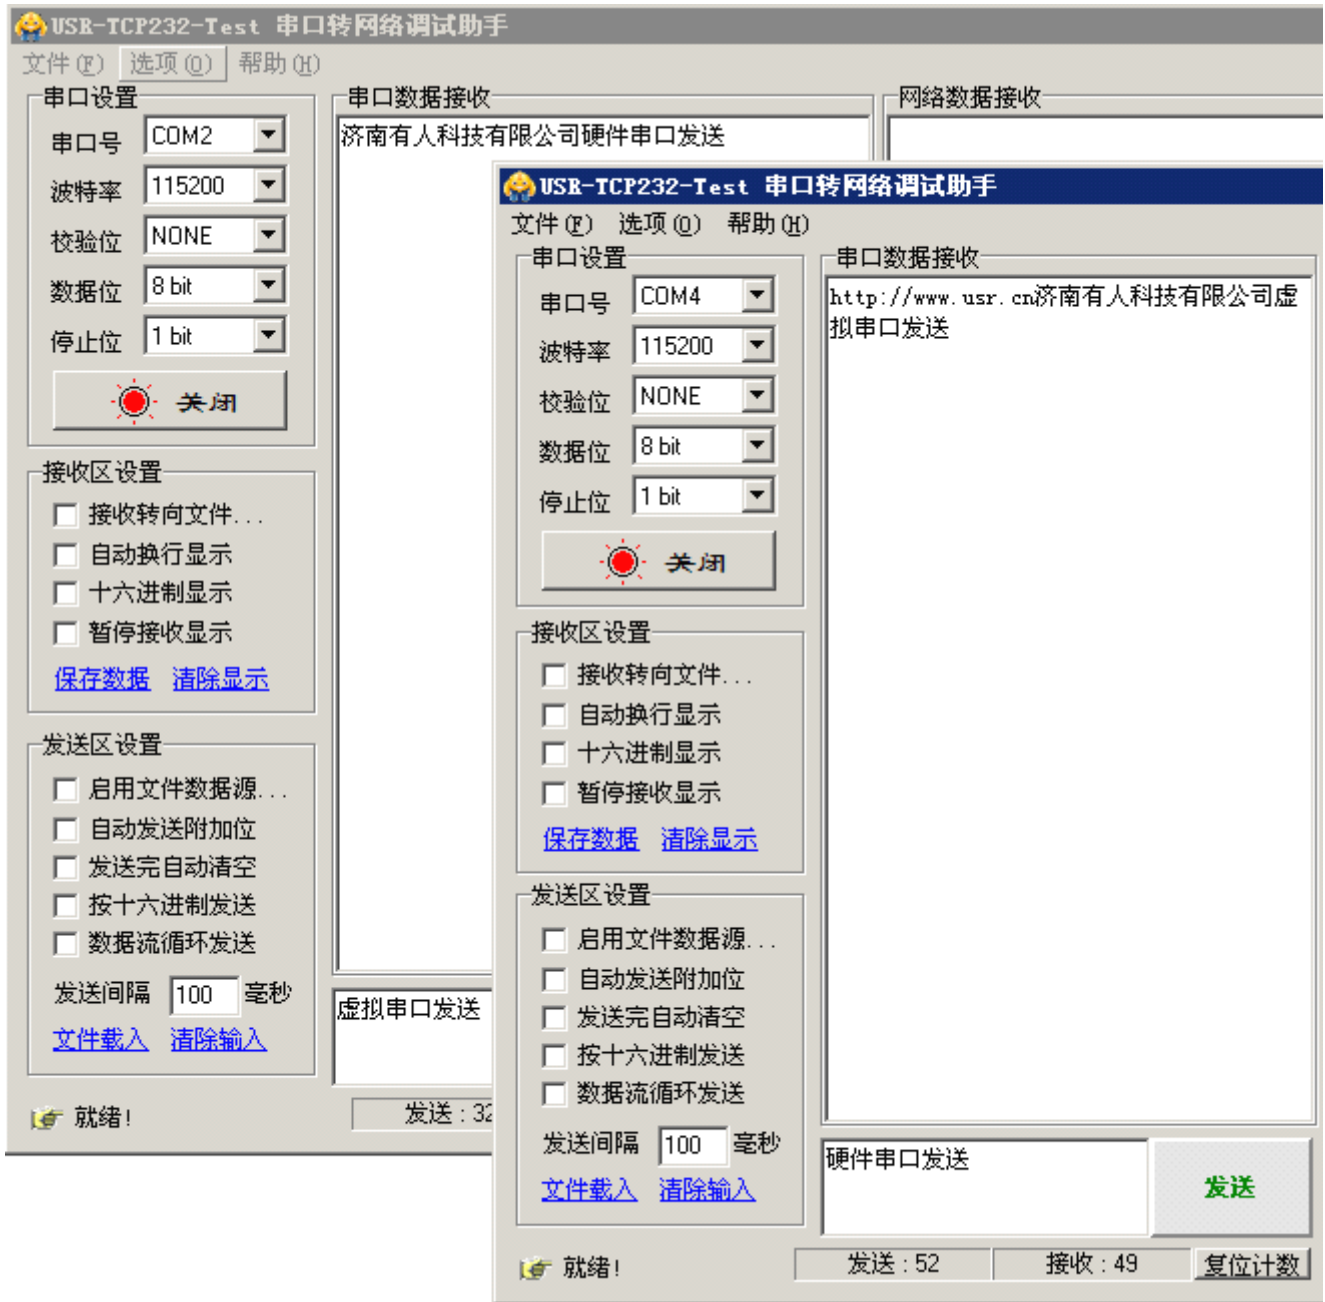 USR-TCP232-Test 串口转网络调试助手
文件(F) 选项(O) 帮助(H)
串口设置
串口号 COM2
波特率 115200
校验位 NONE
数据位 8 bit
停止位 1 bit
关闭
接收区设置
接收转向文件...
自动换行显示
十六进制显示
暂停接收显示
保存数据 清除显示
发送区设置
启用文件数据源...
自动发送附加位
发送完自动清空
按十六进制发送
数据流循环发送
发送间隔 100 毫秒
文件载入 清除输入
就绪!
串口数据接收
济南有人科技有限公司硬件串口发送
虚拟串口发送
发送:32
网络数据接收
USR-TCP232-Test 串口转网络调试助手
文件(F) 选项(O) 帮助(H)
串口设置
串口号 COM4
波特率 115200
校验位 NONE
数据位 8 bit
停止位 1 bit
关闭
接收区设置
接收转向文件...
自动换行显示
十六进制显示
暂停接收显示
保存数据 清除显示
发送区设置
启用文件数据源...
自动发送附加位
发送完自动清空
按十六进制发送
数据流循环发送
发送间隔 100 毫秒
文件载入 清除输入
就绪!
串口数据接收
http://www.usr.cn济南有人科技有限公司虚
拟串口发送
硬件串口发送
发送
发送:52 接收:49 复位计数